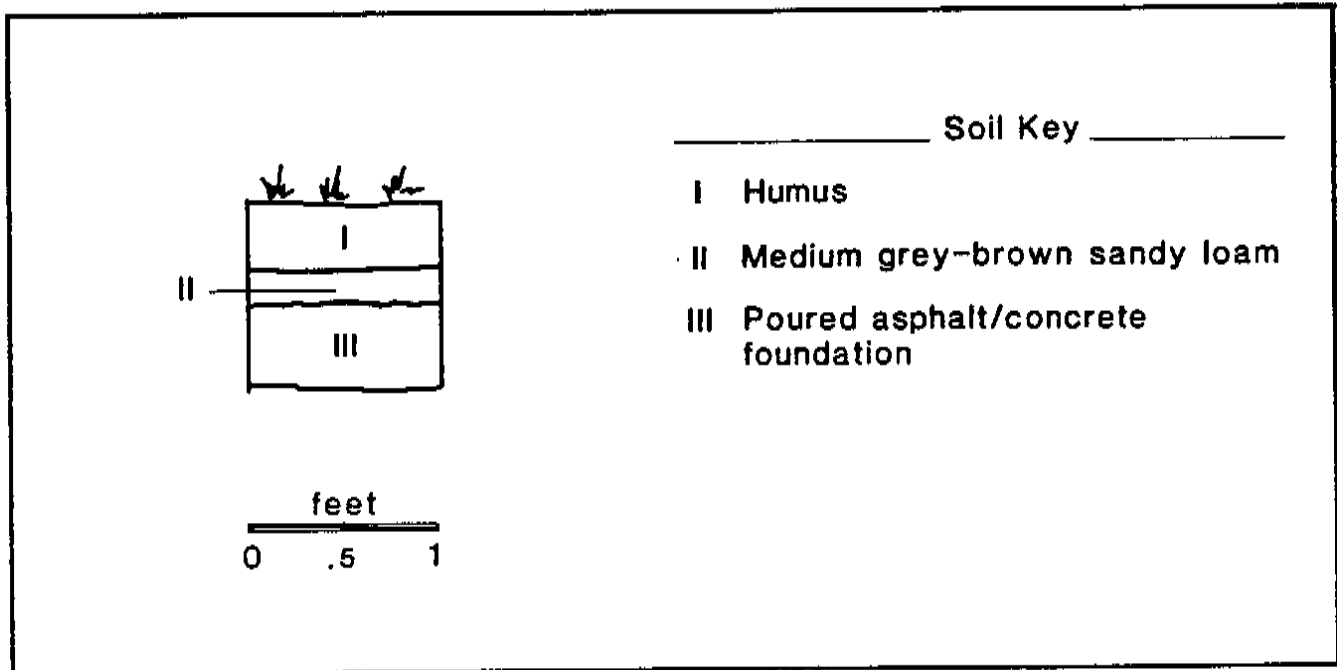 Soil Key
I Humus
II Medium grey-brown sandy loam
III Poured asphalt/concrete
foundation
I
II
III
feet
0 .5 1